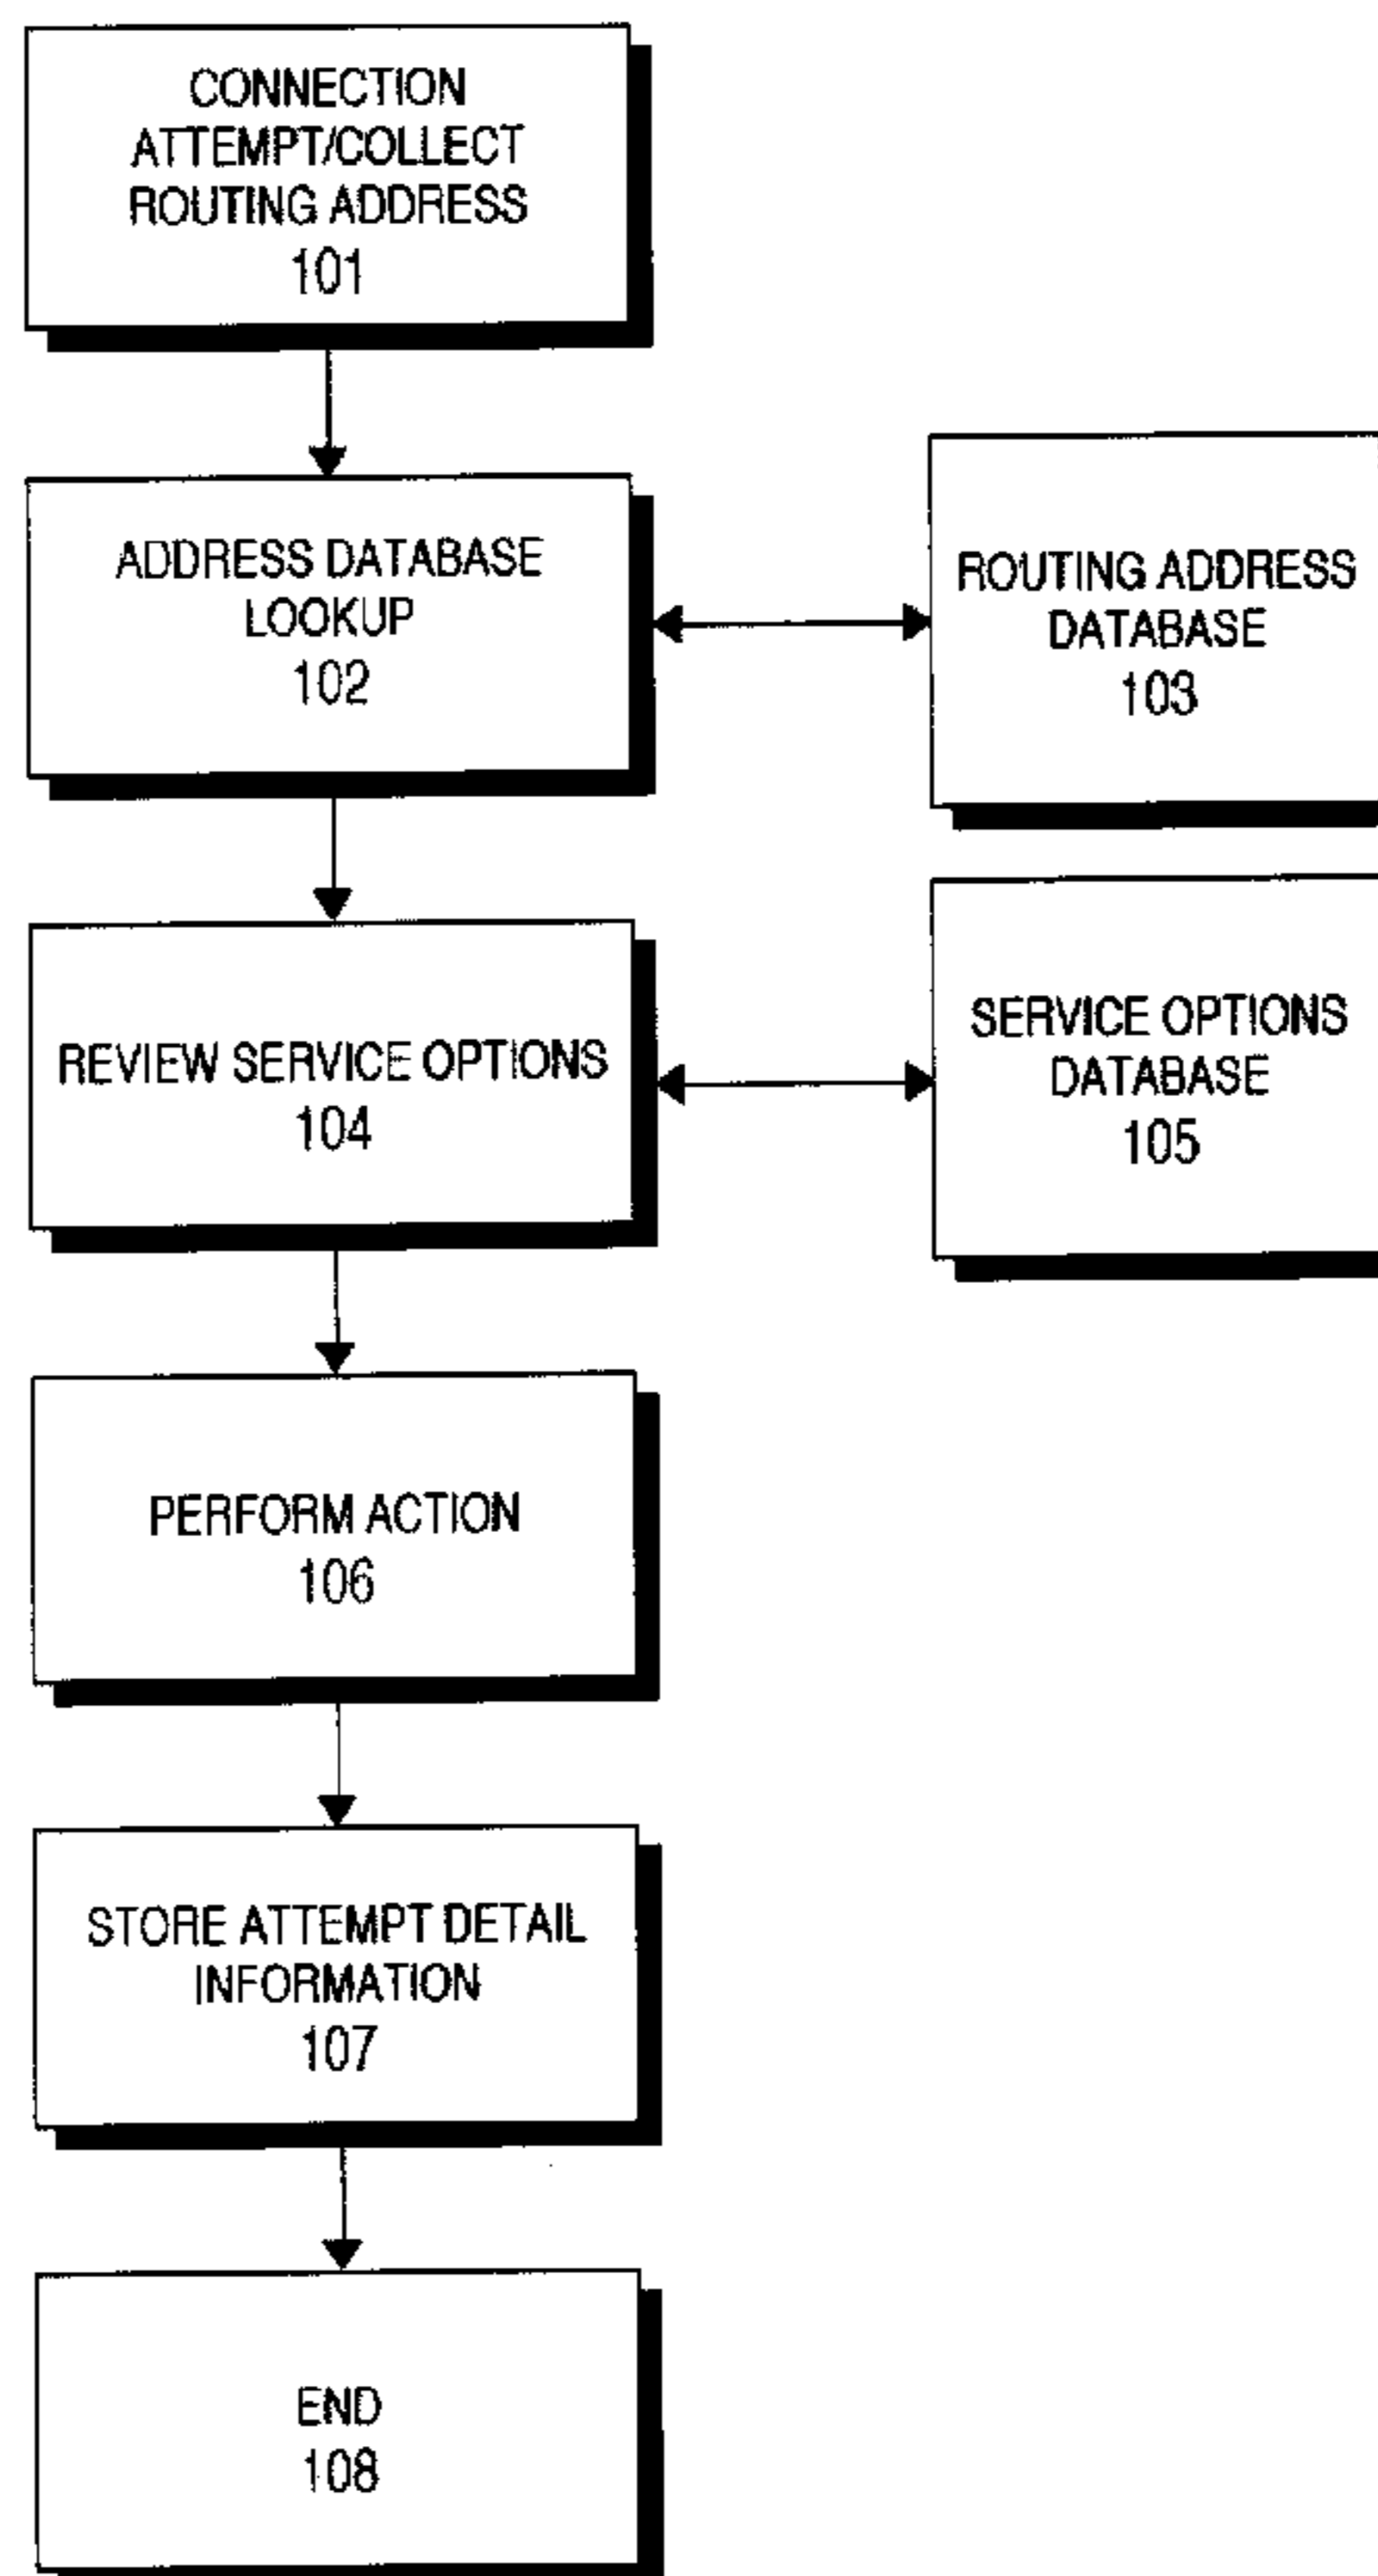 CONNECTION
ATTEMPT/COLLECT
ROUTING ADDRESS
101
ADDRESS DATABASE
LOOKUP
102
ROUTING ADDRESS
DATABASE
103
REVIEW SERVICE OPTIONS
104
SERVICE OPTIONS
DATABASE
105
PERFORM ACTION
106
STORE ATTEMPT DETAIL
INFORMATION
107
END
108